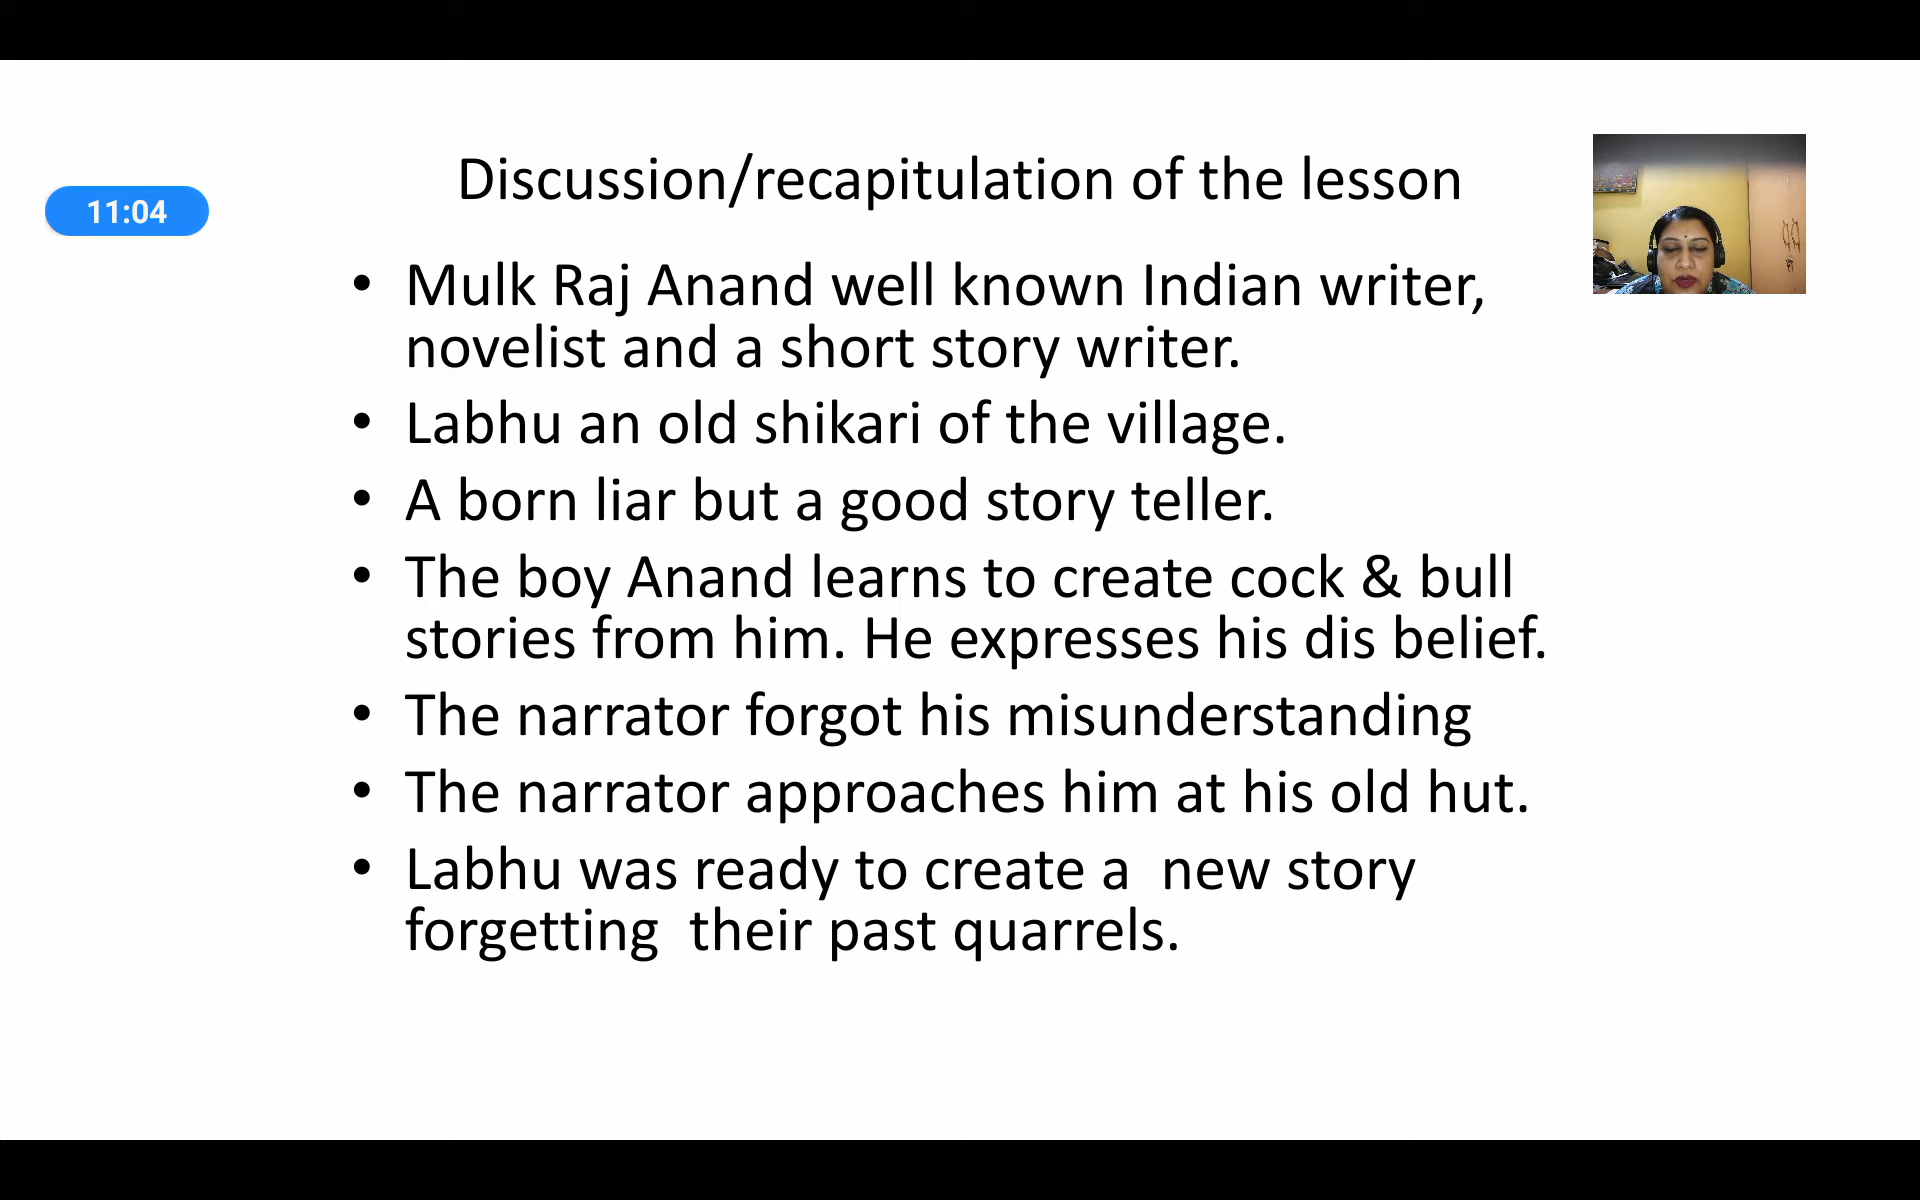 Discussion/recapitulation of the lesson
11:04
• Mulk Raj Anand well known Indian writer,
novelist and a short story writer.
• Labhu an old shikari of the village.
• A born liar but a good story teller.
• The boy Anand learns to create cock & bull
stories from him. He expresses his dis belief.
• The narrator forgot his misunderstanding
• The narrator approaches him at his old hut.
• Labhu was ready to create a  new story
forgetting  their past quarrels.